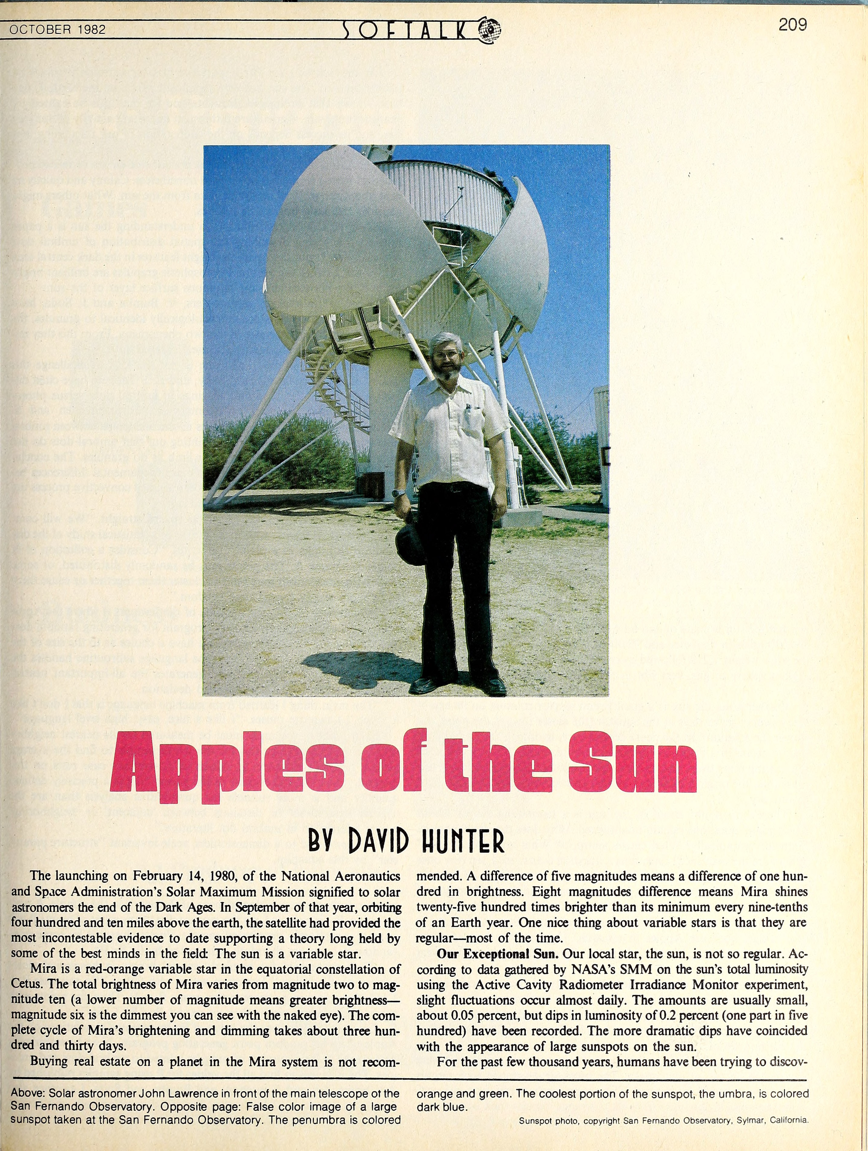 OCTOBER 1982
SOFTALK
209
Apples of the Sun
BY DAVID HUNTER
The launching on February 14, 1980, of the National Aeronautics
and Space Administration's Solar Maximum Mission signified to solar
astronomers the end of the Dark Ages. In September of that year, orbiting
four hundred and ten miles above the earth, the satellite had provided the
most incontestable evidence to date supporting a theory long held by
some of the best minds in the field: The sun is a variable star.
Mira is a red-orange variable star in the equatorial constellation of
Cetus. The total brightness of Mira varies from magnitude two to mag-
nitude ten (a lower number of magnitude means greater brightness—
magnitude six is the dimmest you can see with the naked eye). The com-
plete cycle of Mira's brightening and dimming takes about three hun-
dred and thirty days.
Buying real estate on a planet in the Mira system is not recom-
mended. A difference of five magnitudes means a difference of one hun-
dred in brightness. Eight magnitudes difference means Mira shines
twenty-five hundred times brighter than its minimum every nine-tenths
of an Earth year. One nice thing about variable stars is that they are
regular—most of the time.
Our Exceptional Sun. Our local star, the sun, is not so regular. Ac-
cording to data gathered by NASA's SMM on the sun's total luminosity
using the Active Cavity Radiometer Irradiance Monitor experiment,
slight fluctuations occur almost daily. The amounts are usually small,
about 0.05 percent, but dips in luminosity of 0.2 percent (one part in five
hundred) have been recorded. The more dramatic dips have coincided
with the appearance of large sunspots on the sun.
For the past few thousand years, humans have been trying to discov-
Above: Solar astronomer John Lawrence in front of the main telescope of the
San Fernando Observatory. Opposite page: False color image of a large
sunspot taken at the San Fernando Observatory. The penumbra is colored
orange and green. The coolest portion of the sunspot, the umbra, is colored
dark blue.
Sunspot photo, copyright San Fernando Observatory, Sylmar, California.